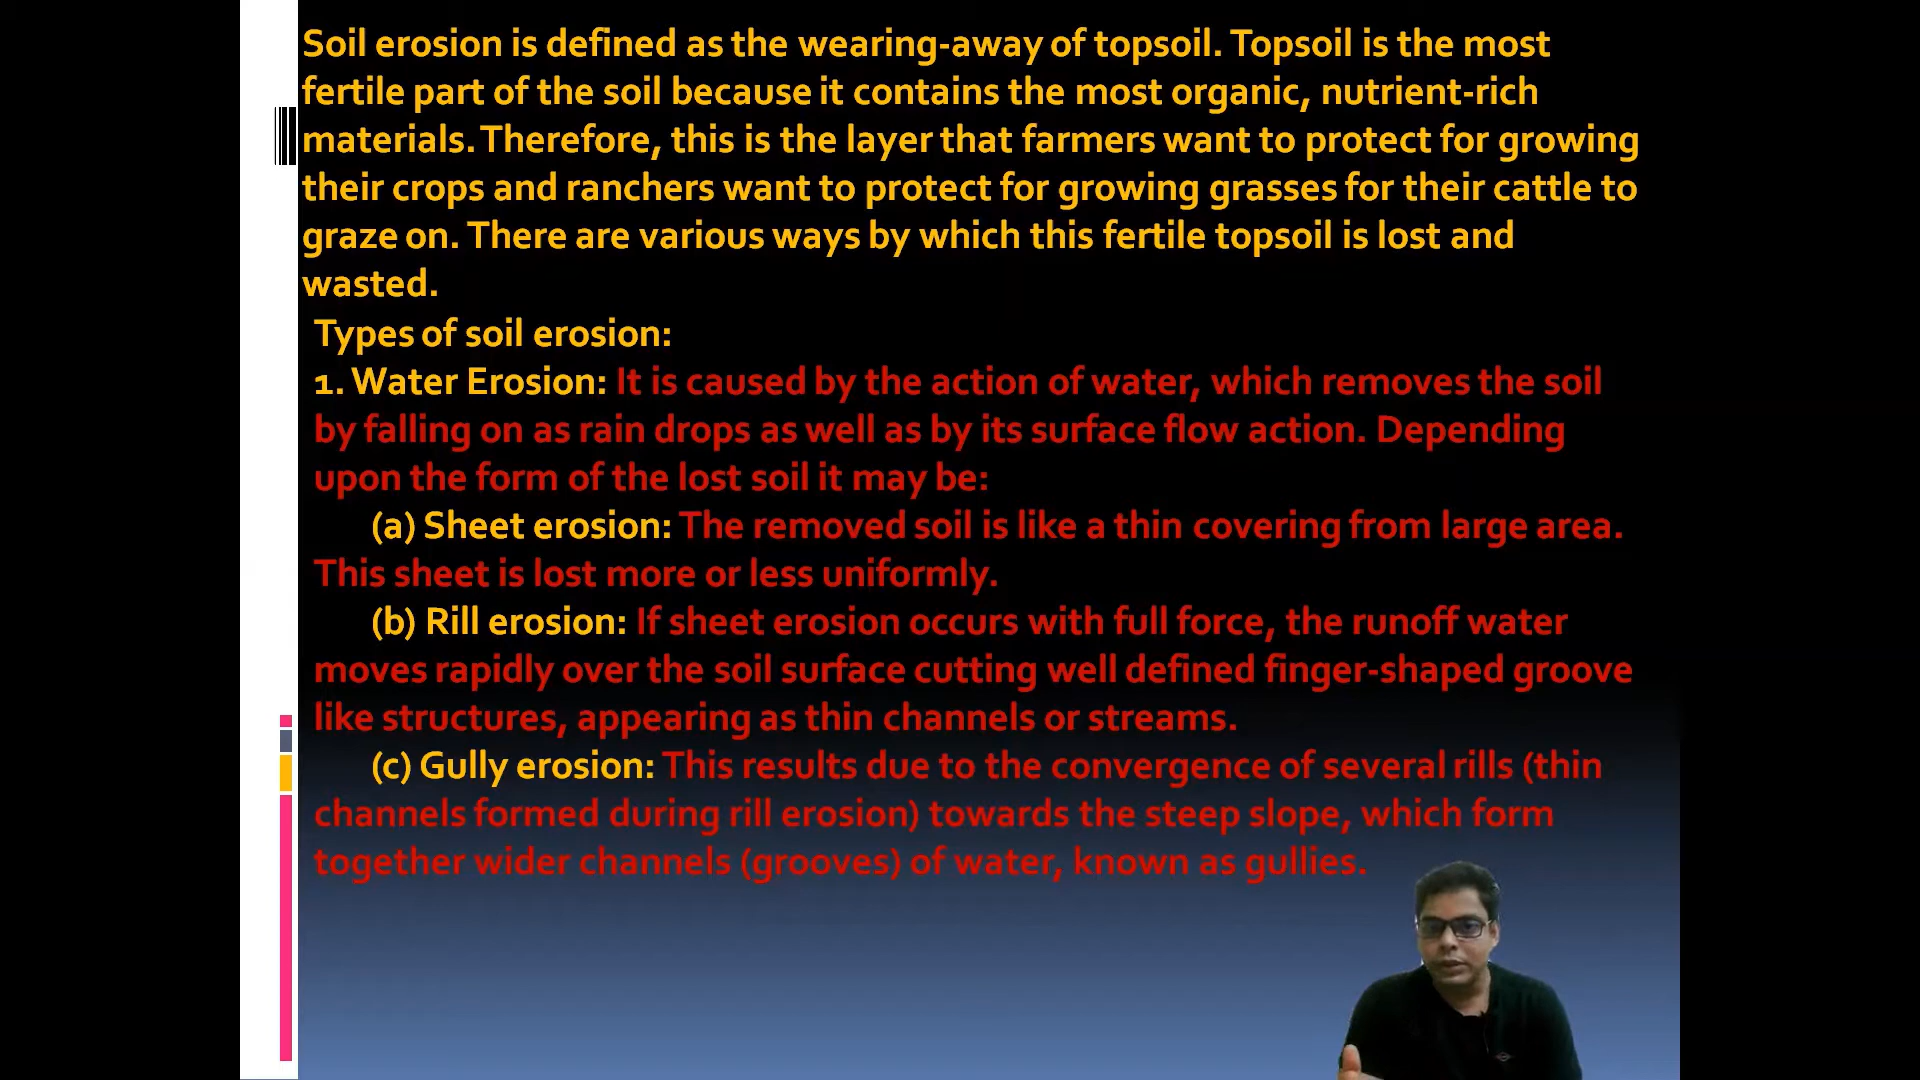 Soil erosion is defined as the wearing-away of topsoil. Topsoil is the most
fertile part of the soil because it contains the most organic, nutrient-rich
materials. Therefore, this is the layer that farmers want to protect for growing
their crops and ranchers want to protect for growing grasses for their cattle to
graze on. There are various ways by which this fertile topsoil is lost and
wasted.
Types of soil erosion:
1. Water Erosion: It is caused by the action of water, which removes the soil
by falling on as rain drops as well as by its surface flow action. Depending
upon the form of the lost soil it may be:
(a) Sheet erosion: The removed soil is like a thin covering from large area.
This sheet is lost more or less uniformly.
(b) Rill erosion: If sheet erosion occurs with full force, the runoff water
moves rapidly over the soil surface cutting well defined finger-shaped groove
like structures, appearing as thin channels or streams.
(c) Gully erosion: This results due to the convergence of several rills (thin
channels formed during rill erosion) towards the steep slope, which form
together wider channels (grooves) of water, known as gullies.